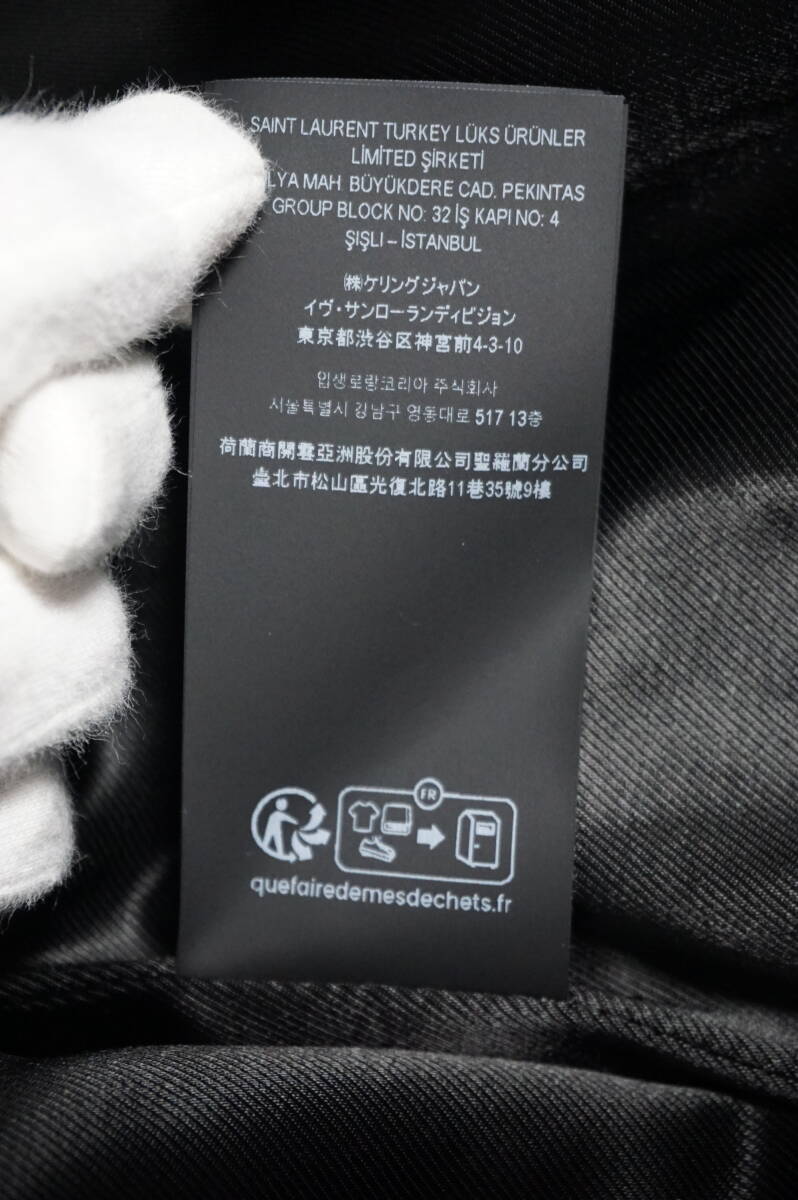 SAINT LAURENT TURKEY LÜKS ÜRÜNLER
LİMİTED ŞİRKETİ
LYA MAH BÜYÜKDERE CAD. PEKINTAS
GROUP BLOCK NO: 32 İŞ KAPI NO: 4
ŞIŞLI – İSTANBUL
㈱ケリングジャパン
イヴ・サンローランディビジョン
東京都渋谷区神宮前4-3-10
입생로랑코리아 주식회사
서울특별시 강남구 영동대로 517 13층
荷蘭商開雲亞洲股份有限公司聖羅蘭分公司
臺北市松山區光復北路11巷35號9樓
FR
quefairedemesdechets.fr